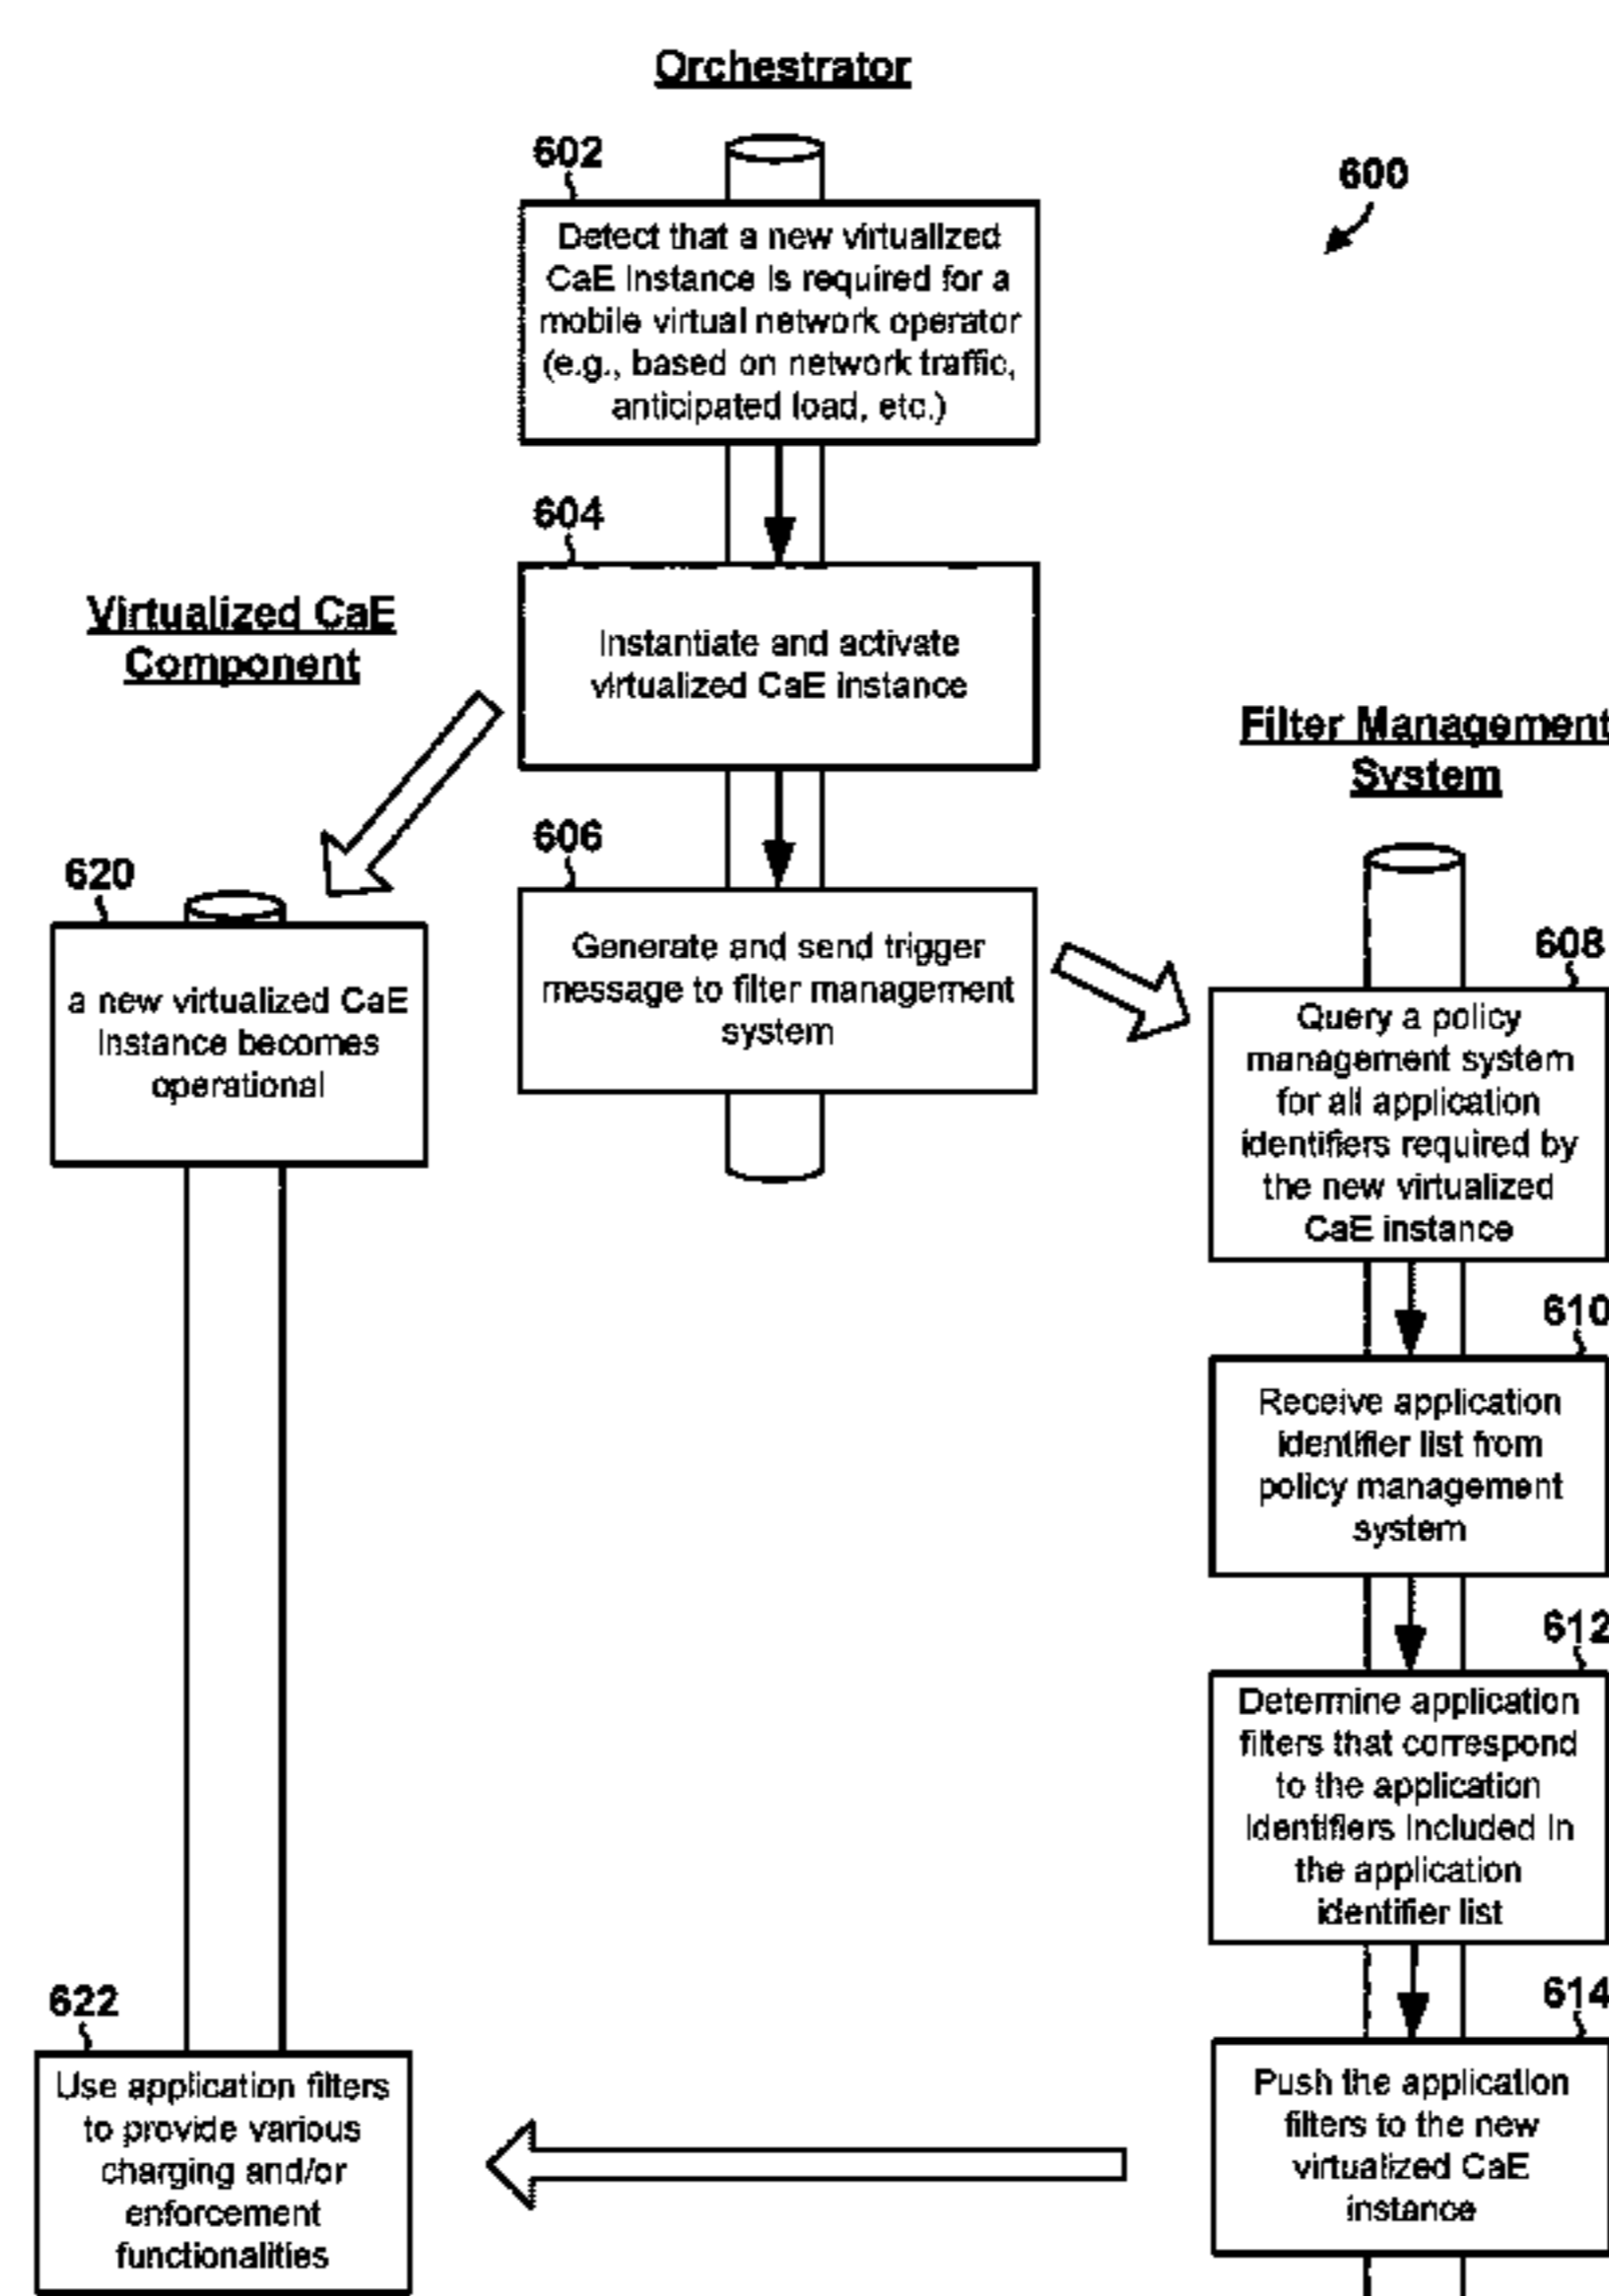 Orchestrator
602
600
Detect that a new virtualized
CaE Instance is required for a
mobile virtual network operator
(e.g., based on network traffic,
anticipated load, etc.)
604
Instantiate and activate
virtualized CaE instance
Virtualized CaE
Component
Filter Management
System
606
Generate and send trigger
message to filter management
system
620
a new virtualized CaE
Instance becomes
operational
608
Query a policy
management system
for all application
identifiers required by
the new virtualized
CaE instance
610
Receive application
identifier list from
policy management
system
612
Determine application
filters that correspond
to the application
identifiers included in
the application
identifier list
614
Push the application
filters to the new
virtualized CaE
instance
622
Use application filters
to provide various
charging and/or
enforcement
functionalities